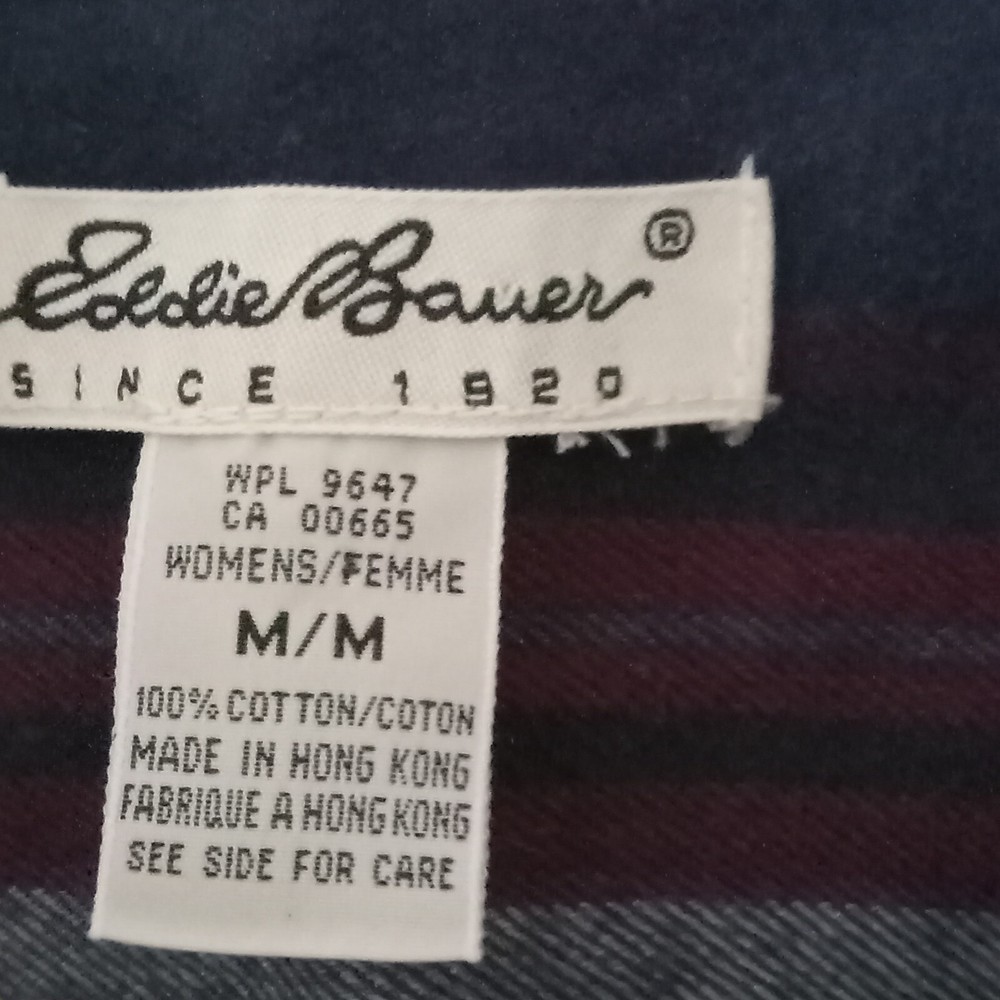 Eddie Bauer®
SINCE 1920
WPL 9647
CA 00665
WOMENS/FEMME
M/M
100% COTTON/COTON
MADE IN HONG KONG
FABRIQUE A HONG KONG
SEE SIDE FOR CARE